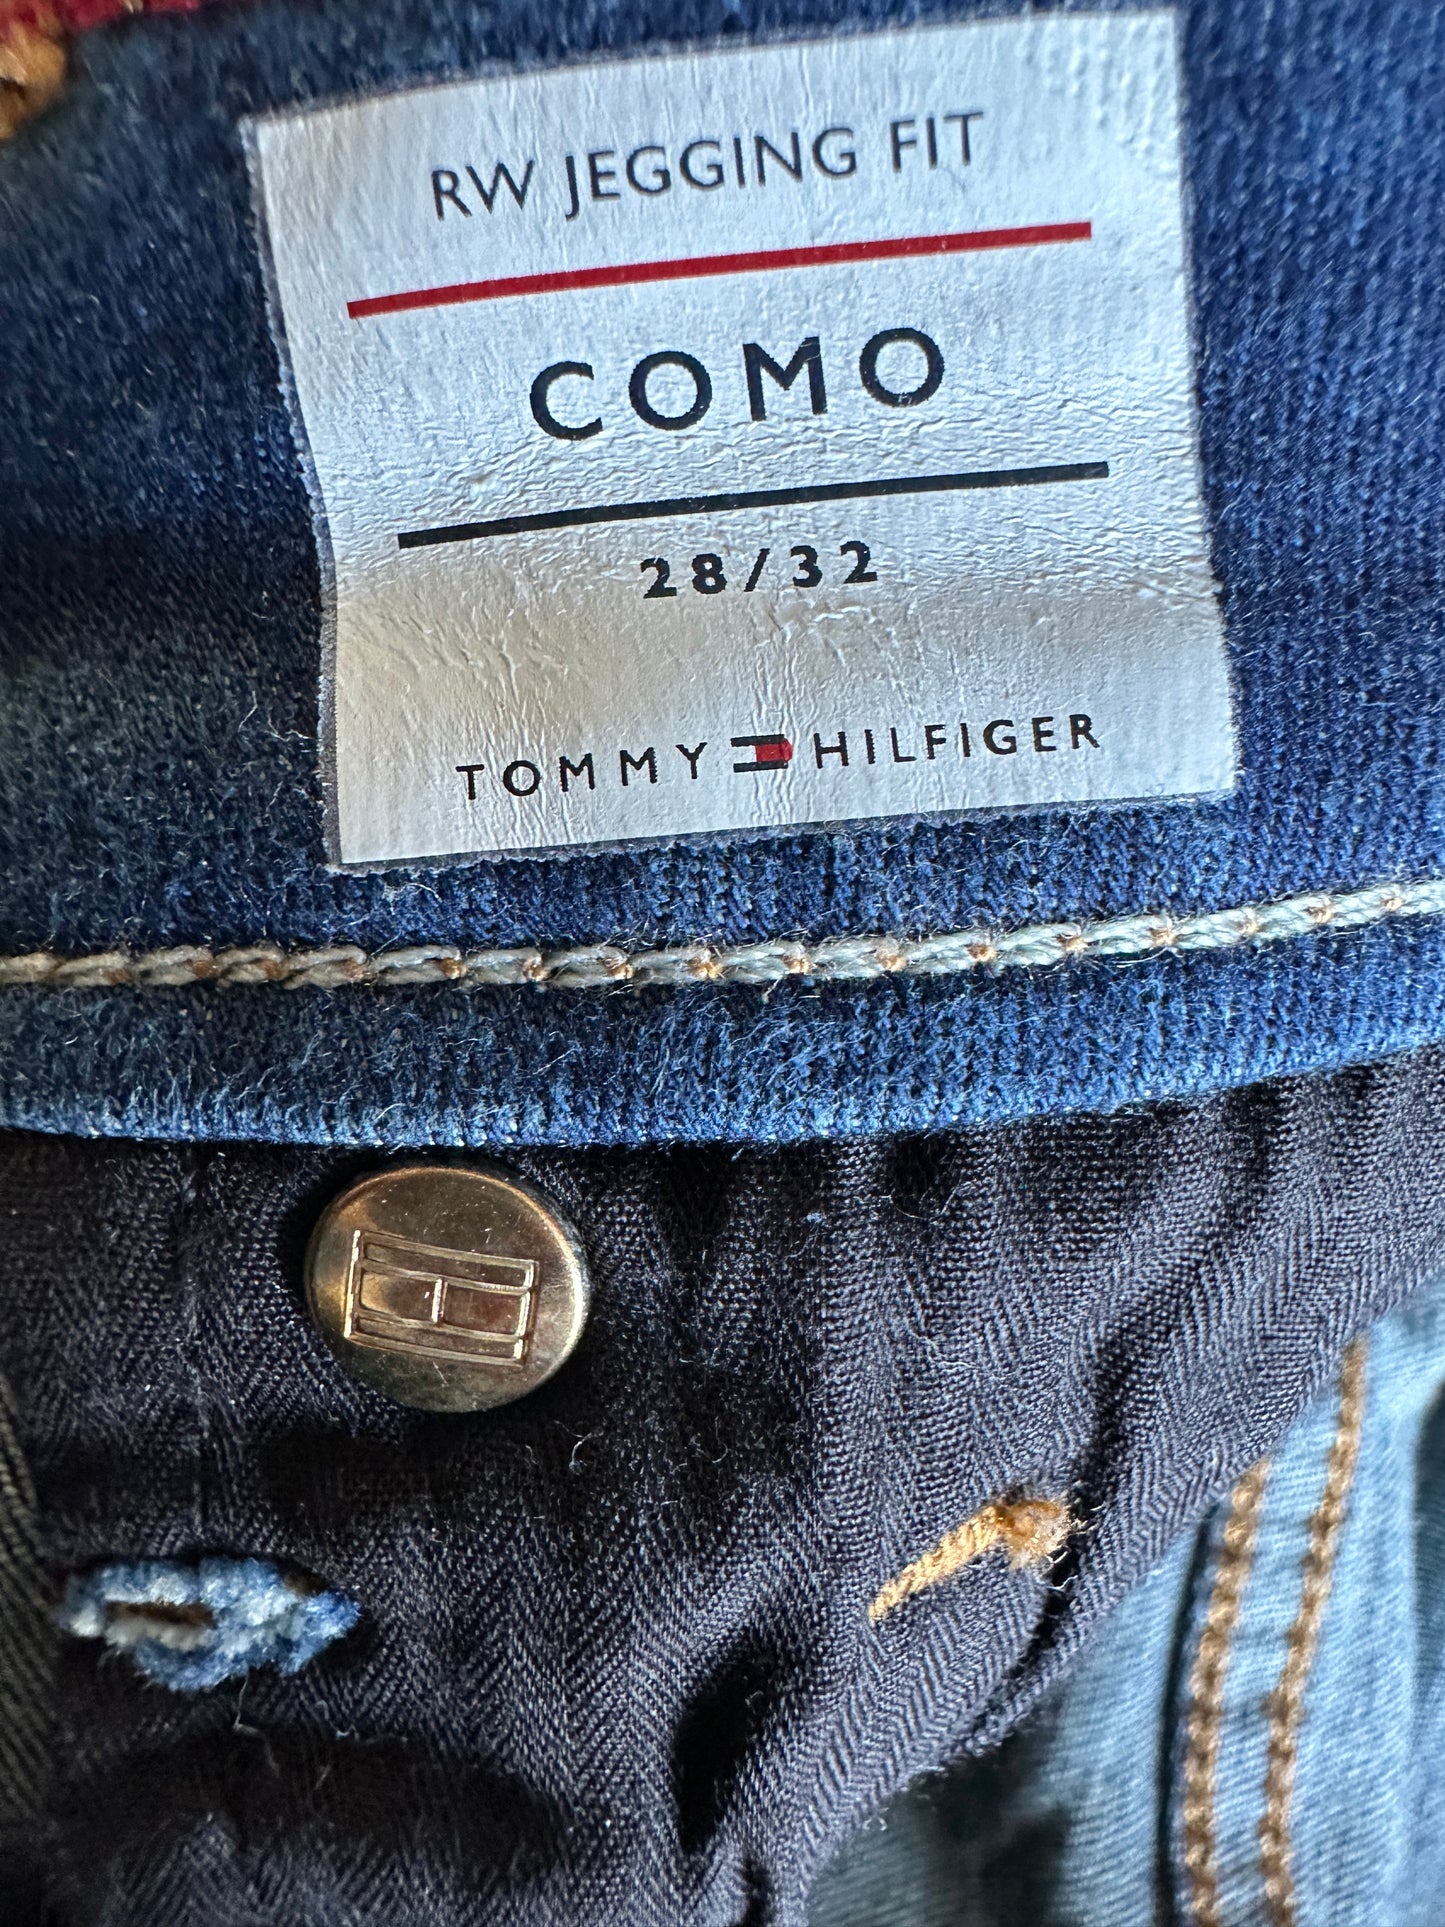 RW JEGGING FIT
COMO
28/32
TOMMY HILFIGER